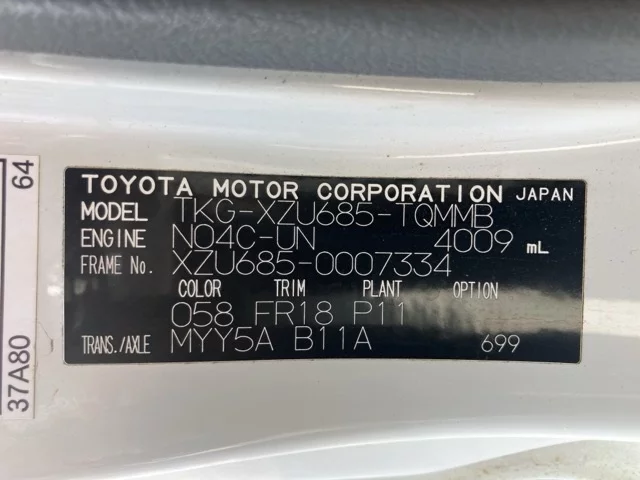 TOYOTA MOTOR CORPORATION JAPAN
MODEL TKG-XZU685-TQMMB
ENGINE N04C-UN 4009 mL
FRAME No. XZU685-0007334
COLOR TRIM PLANT OPTION
058 FR18 P11
TRANS./AXLE MYY5A B11A 699
37A80 64